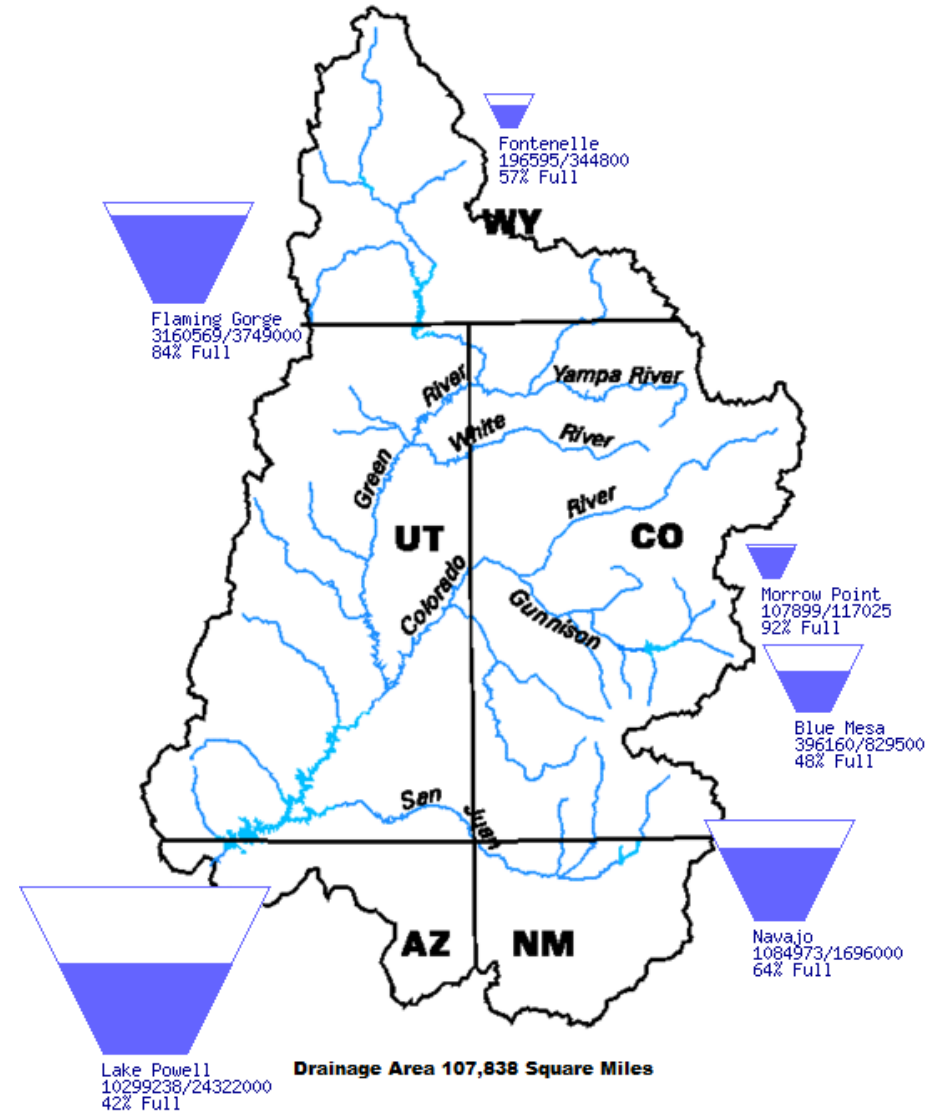 Fontenelle
196595/344800
57% Full
WY
Flaming Gorge
3160569/3749000
84% Full
River
Yampa River
White
River
Green
River
UT
CO
Colorado
Gunnison
Morrow Point
107899/117025
92% Full
Blue Mesa
396160/829500
48% Full
San
Juan
AZ
NM
Navajo
1084973/1696000
64% Full
Lake Powell
10299238/24322000
42% Full
Drainage Area 107,838 Square Miles